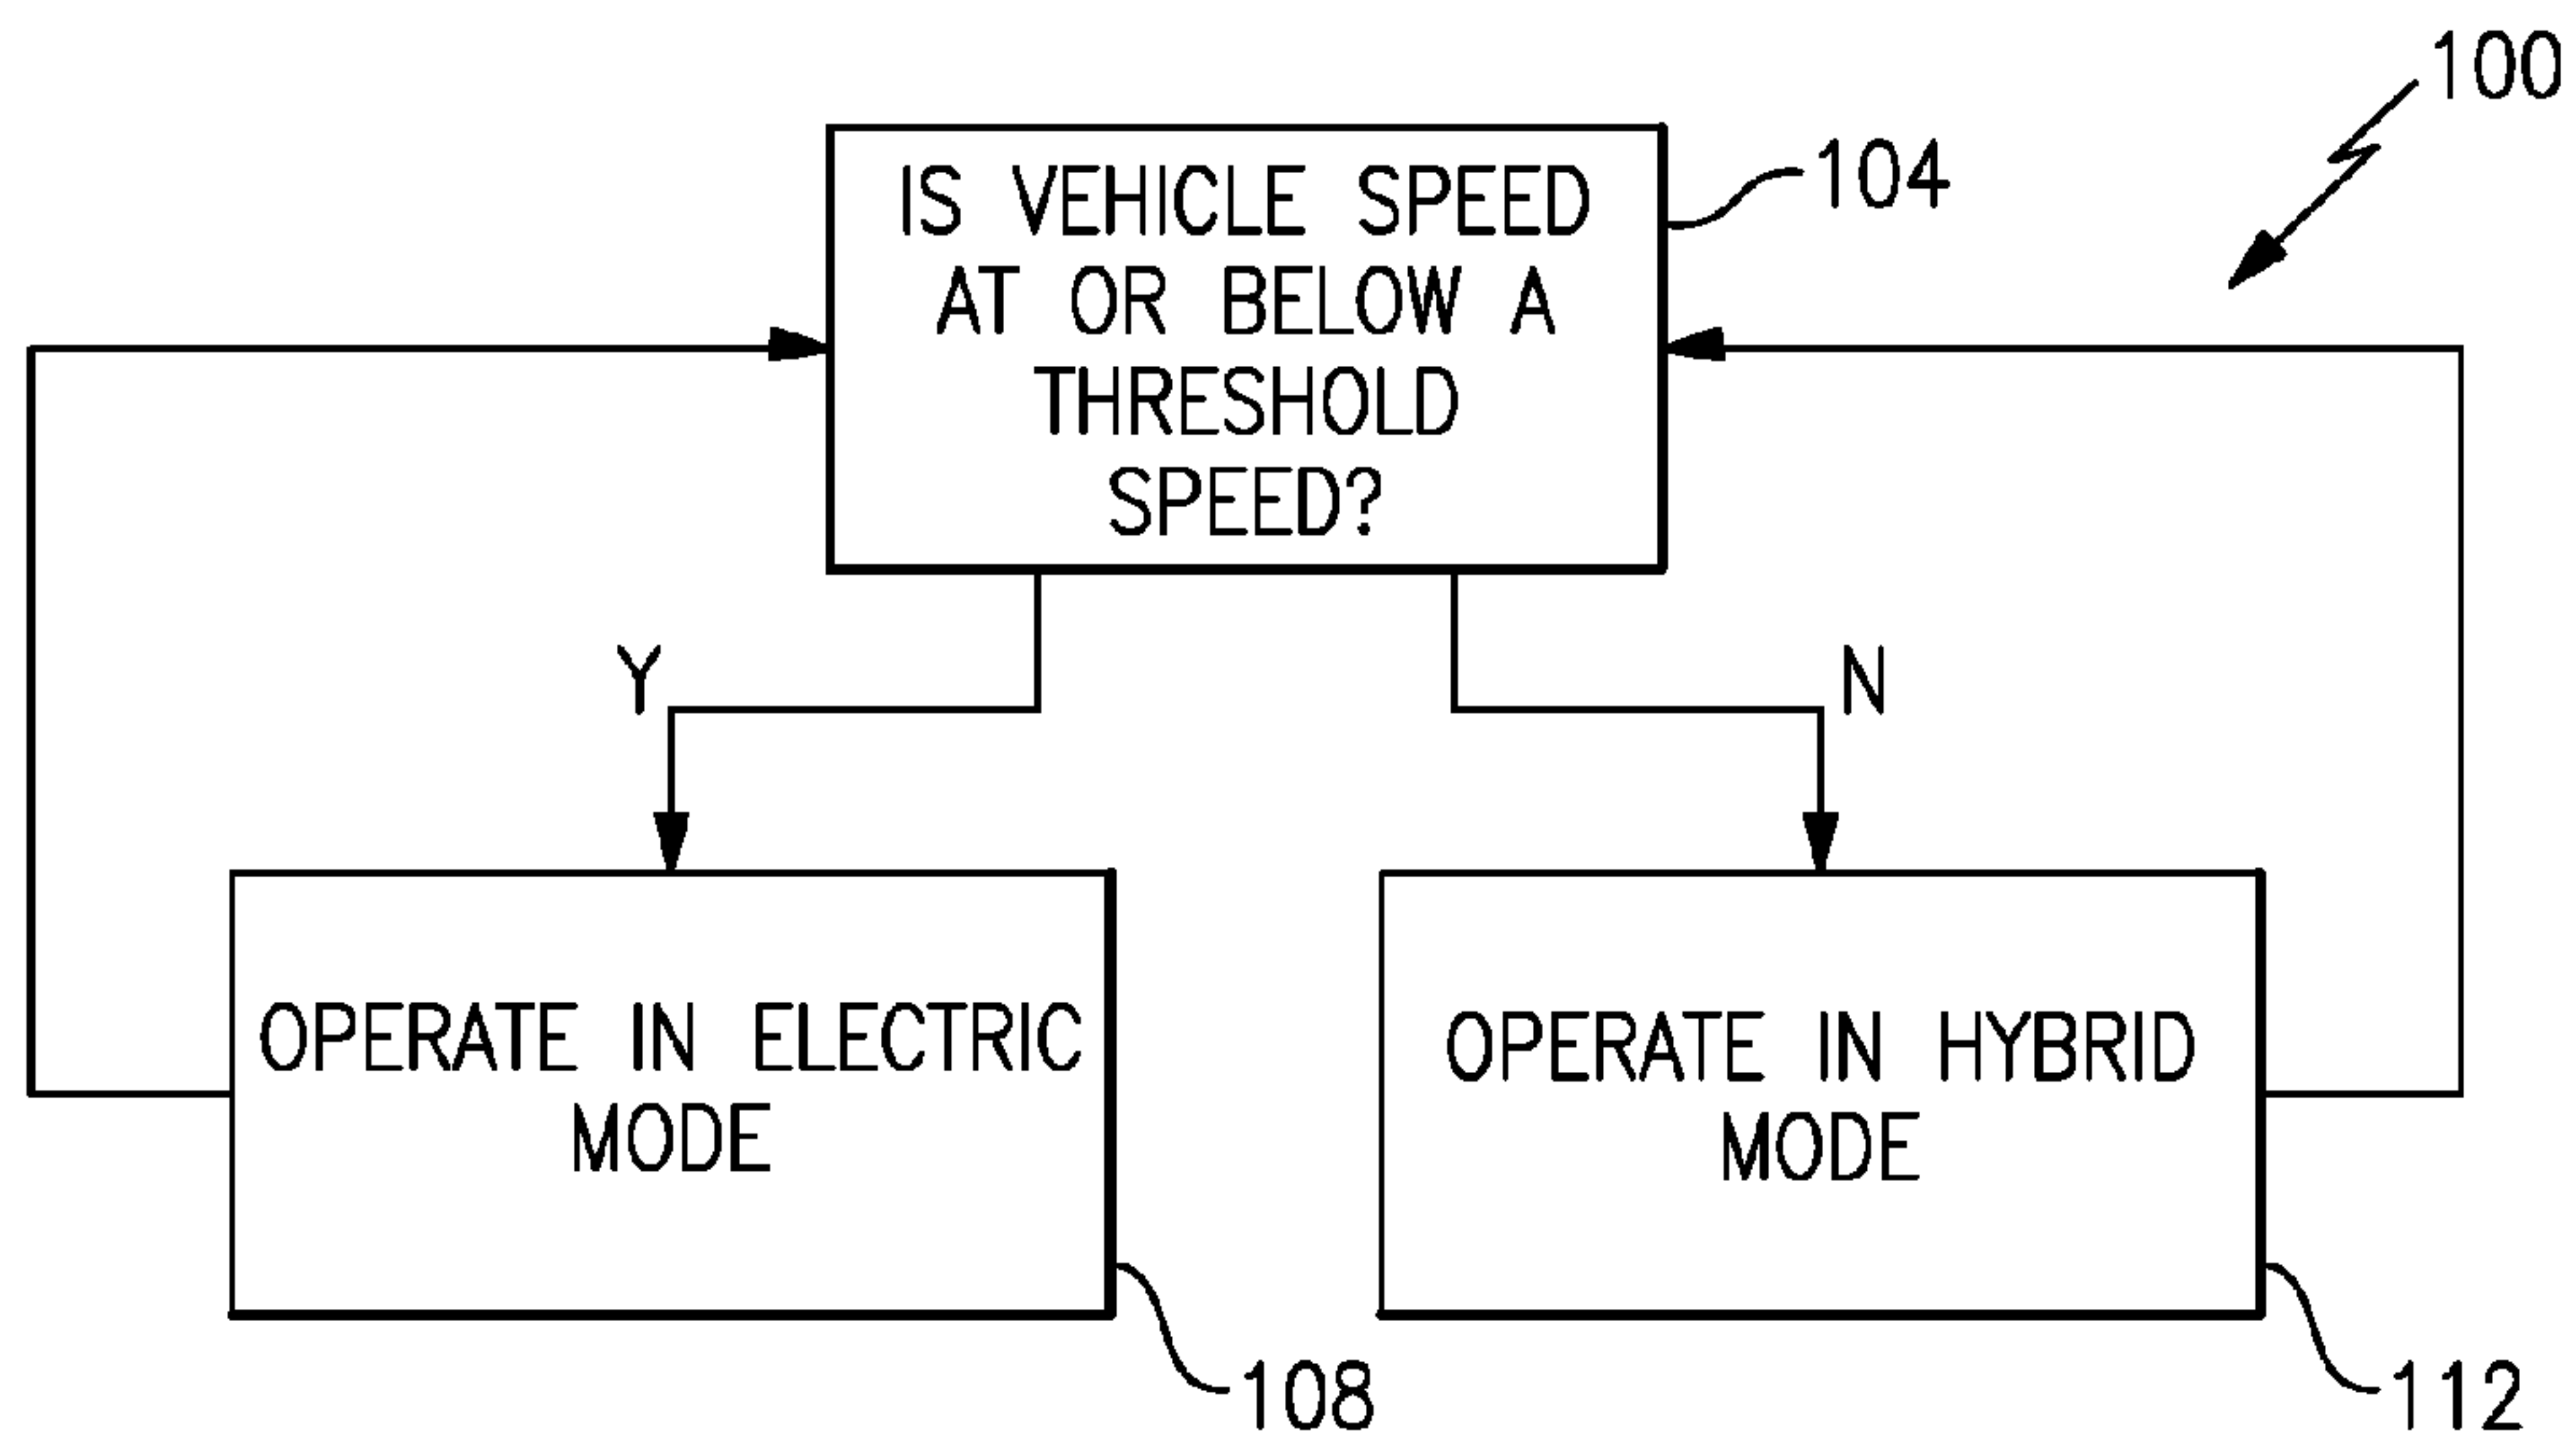 100
IS VEHICLE SPEED
104
AT OR BELOW A
THRESHOLD
SPEED?
Y
N
OPERATE IN ELECTRIC
MODE
OPERATE IN HYBRID
MODE
108
112